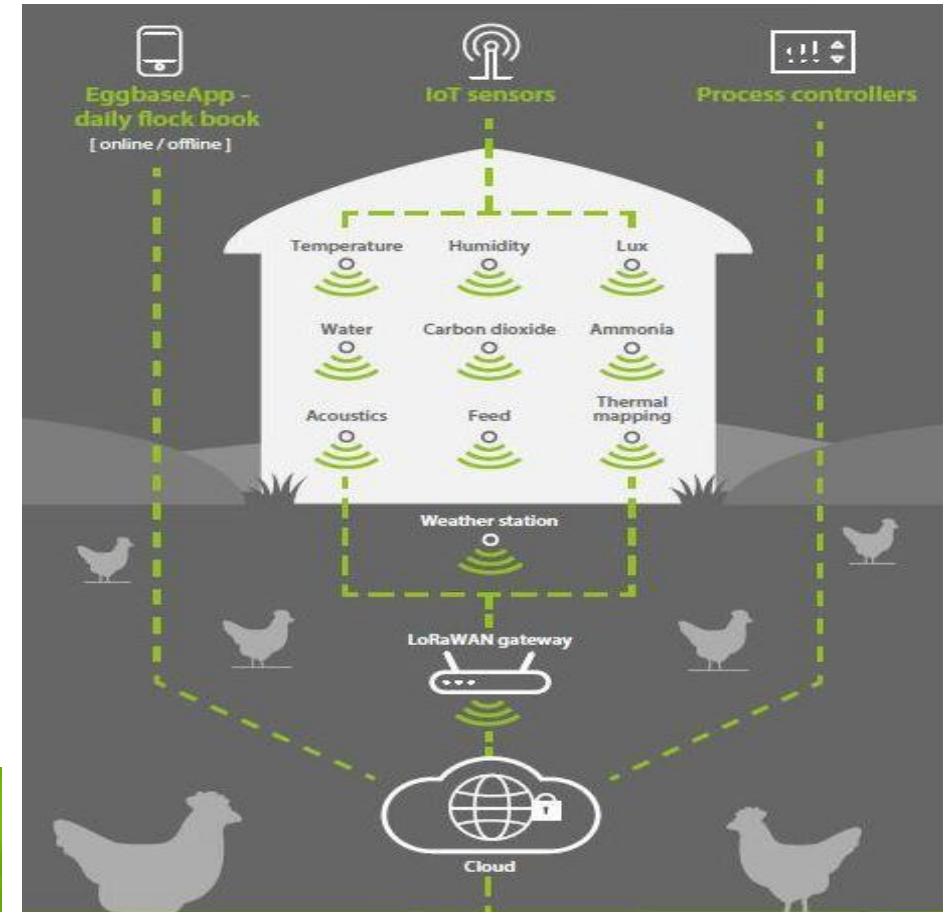 EggbaseApp -
daily flock book
[ online / offline ]
IoT sensors
Process controllers
Temperature
Humidity
Lux
Water
Carbon dioxide
Ammonia
Acoustics
Feed
Thermal
mapping
Weather station
LoRaWAN gateway
Cloud